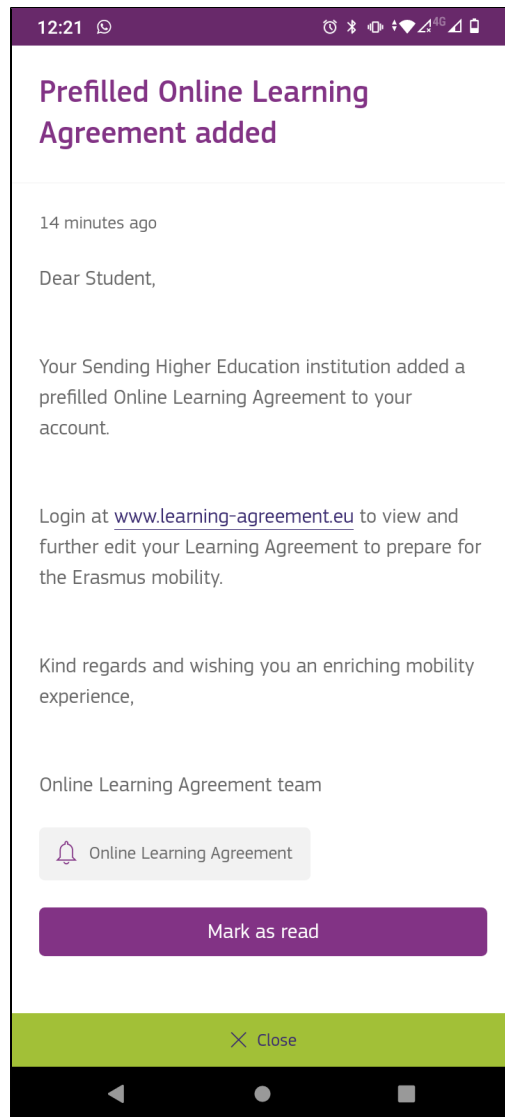 12:21
4G
Prefilled Online Learning
Agreement added
14 minutes ago
Dear Student,
Your Sending Higher Education institution added a
prefilled Online Learning Agreement to your
account.
Login at www.learning-agreement.eu to view and
further edit your Learning Agreement to prepare for
the Erasmus mobility.
Kind regards and wishing you an enriching mobility
experience,
Online Learning Agreement team
Online Learning Agreement
Mark as read
Close